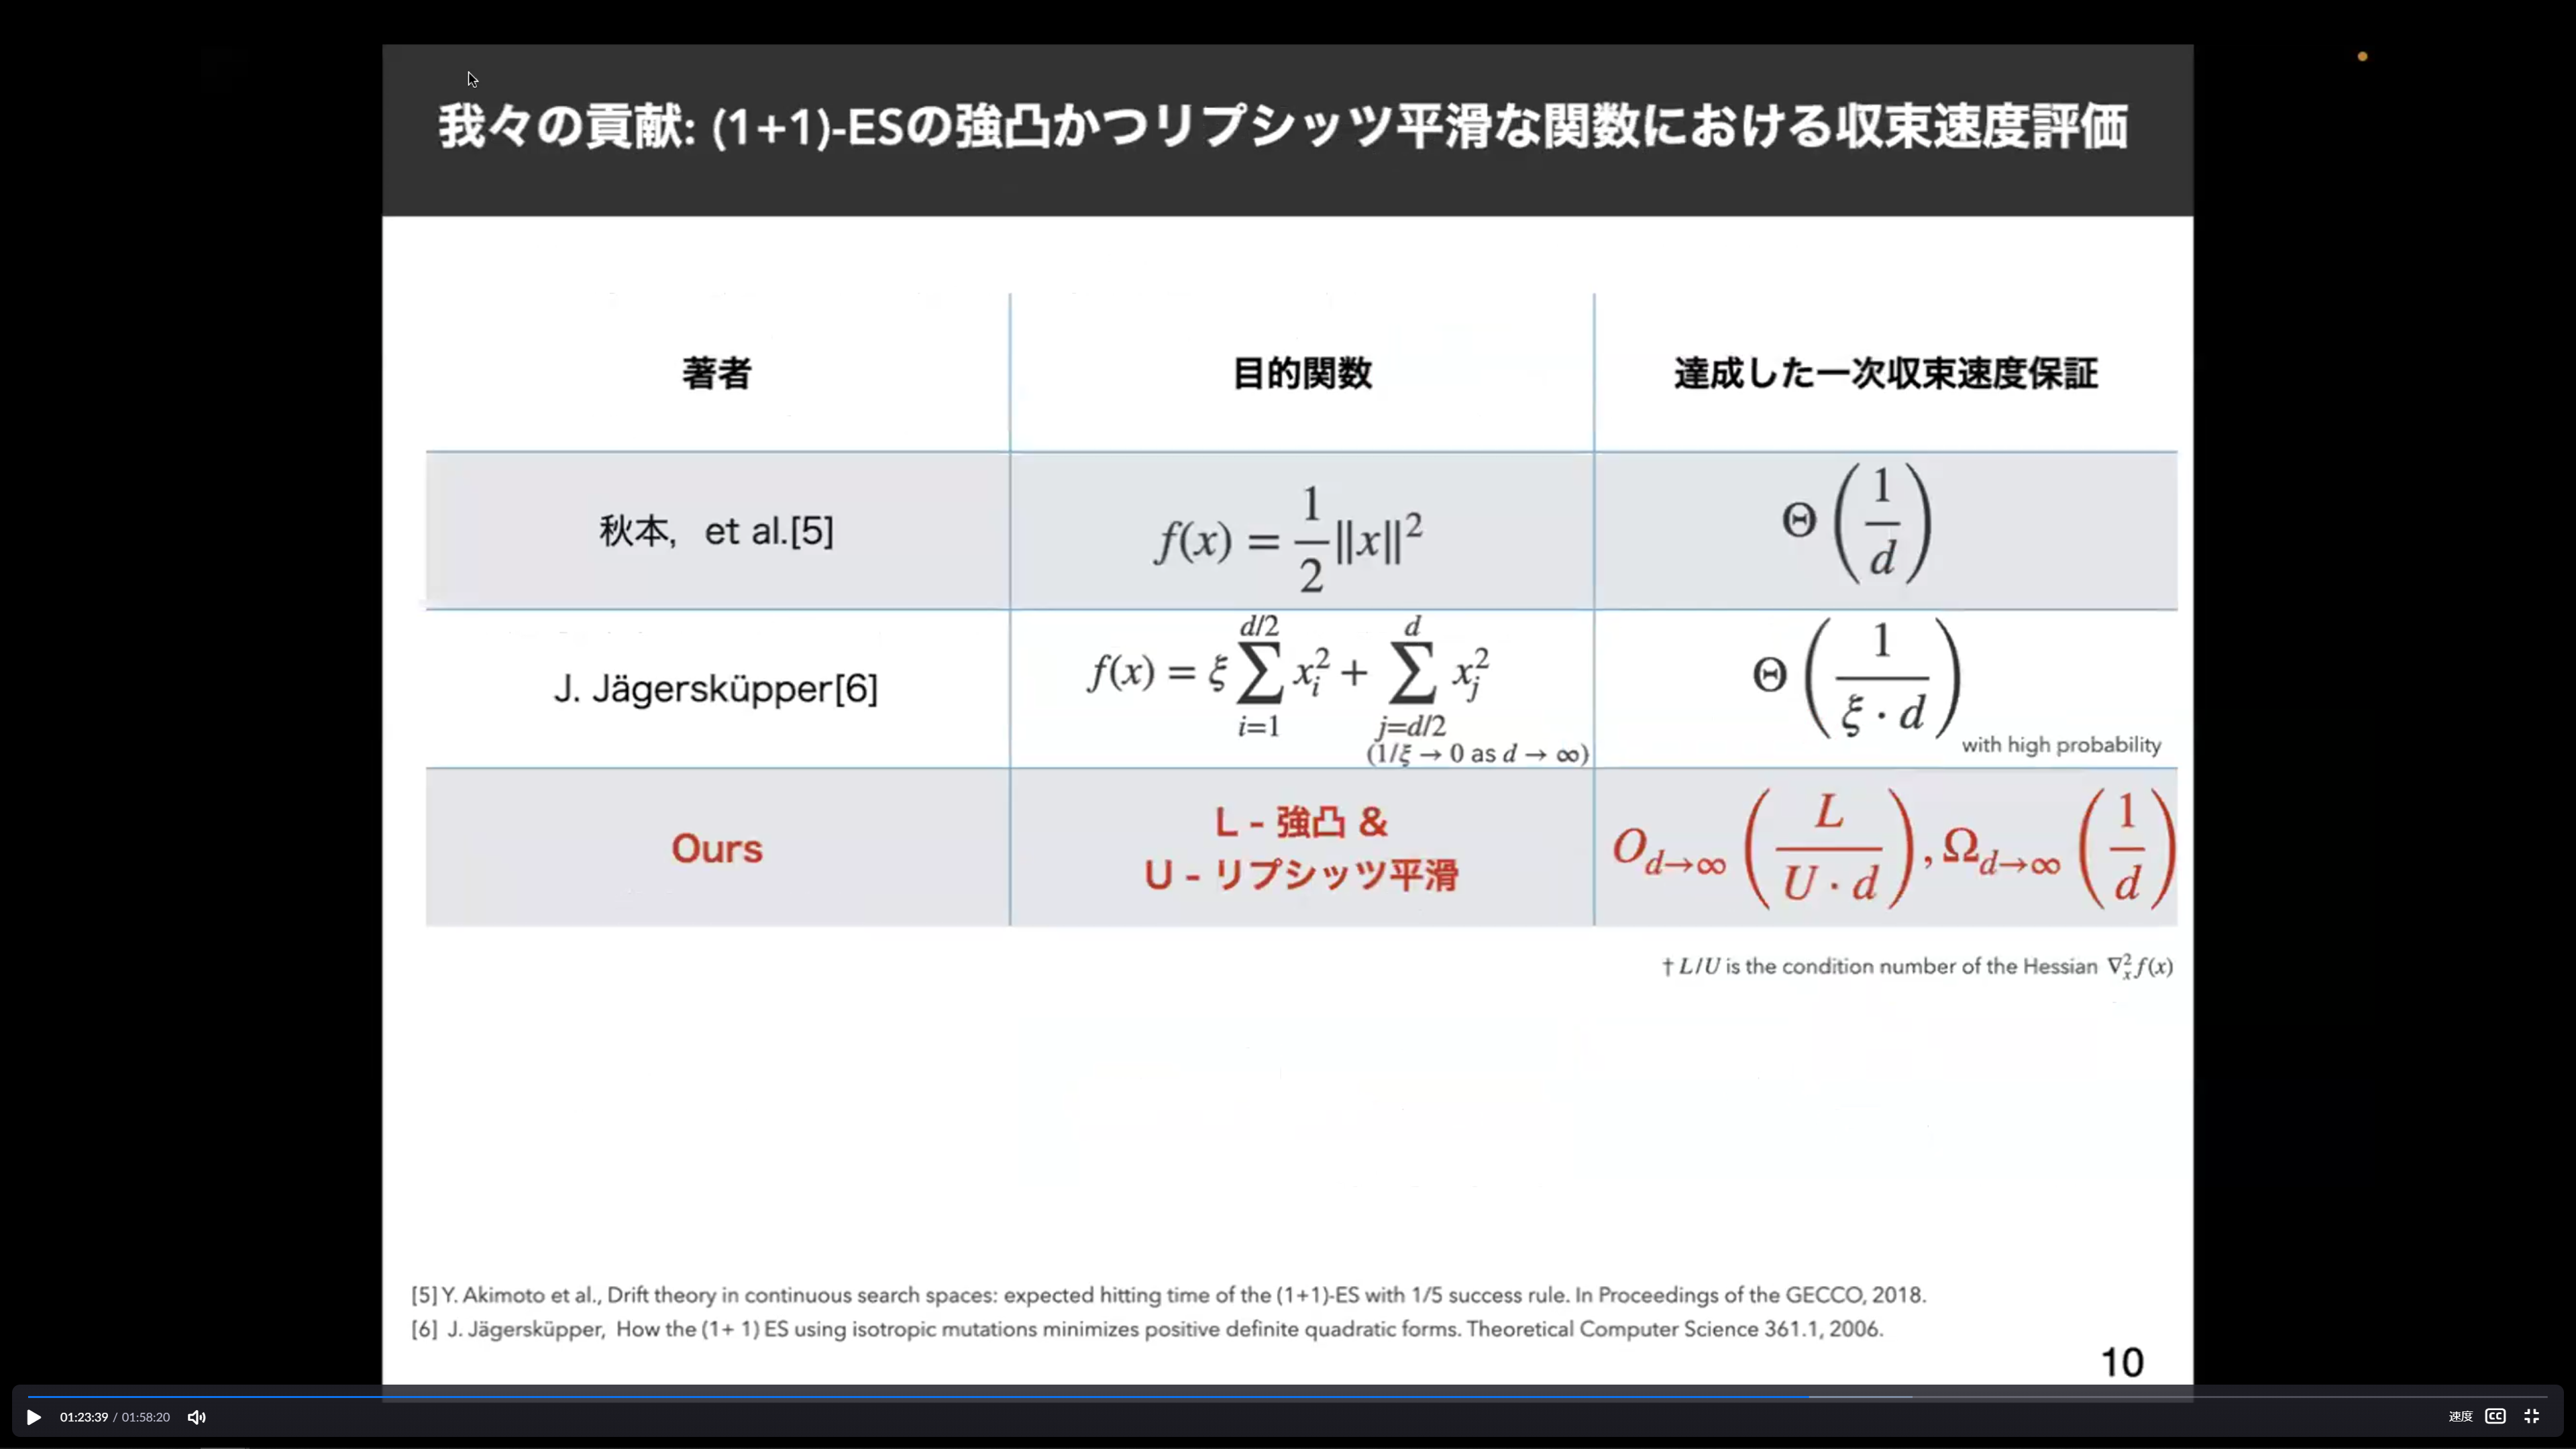 我々の貢献: (1+1)-ESの強凸かつリプシッツ平滑な関数における収束速度評価
著者 目的関数 達成した一次収束速度保証
秋本, et al.[5] f(x) = \frac{1}{2}\|x\|^2 Θ(\frac{1}{d})
J. Jägersküpper[6] f(x) = ξ \sum_{i=1}^{d/2} x_i^2 + \sum_{j=d/2}^{d} x_j^2 Θ(\frac{1}{ξ · d})
(1/ξ → 0 as d → ∞) with high probability
Ours L - 強凸 & O_{d→∞}(\frac{L}{U · d}), Ω_{d→∞}(\frac{1}{d})
U - リプシッツ平滑
† L/U is the condition number of the Hessian ∇_x^2 f(x)
[5] Y. Akimoto et al., Drift theory in continuous search spaces: expected hitting time of the (1+1)-ES with 1/5 success rule. In Proceedings of the GECCO, 2018.
[6] J. Jägersküpper, How the (1+ 1) ES using isotropic mutations minimizes positive definite quadratic forms. Theoretical Computer Science 361.1, 2006.
10
01:23:39 / 01:58:20 速度 CC